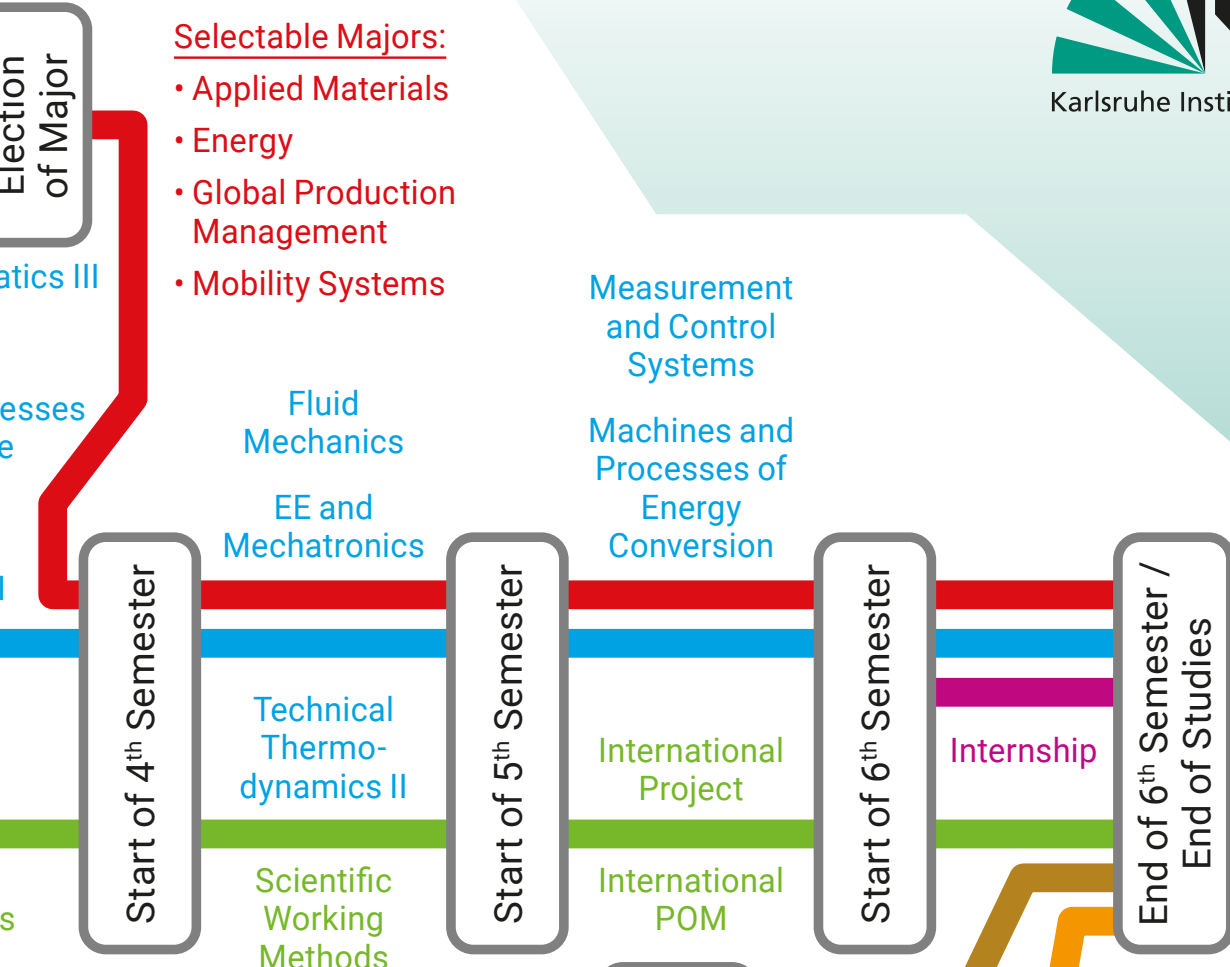 Election
of Major
Selectable Majors:
• Applied Materials
• Energy
• Global Production
Management
• Mobility Systems
Karlsruhe
III
Fluid
Mechanics
EE and
Mechatronics
Measurement
and Control
Systems
Machines and
Processes of
Energy
Conversion
Start of 4th Semester
Technical
Thermo-
dynamics II
Scientific
Working
Methods
Start of 5th Semester
International
Project
International
POM
Start of 6th Semester
Internship
End of 6th Semester /
End of Studies